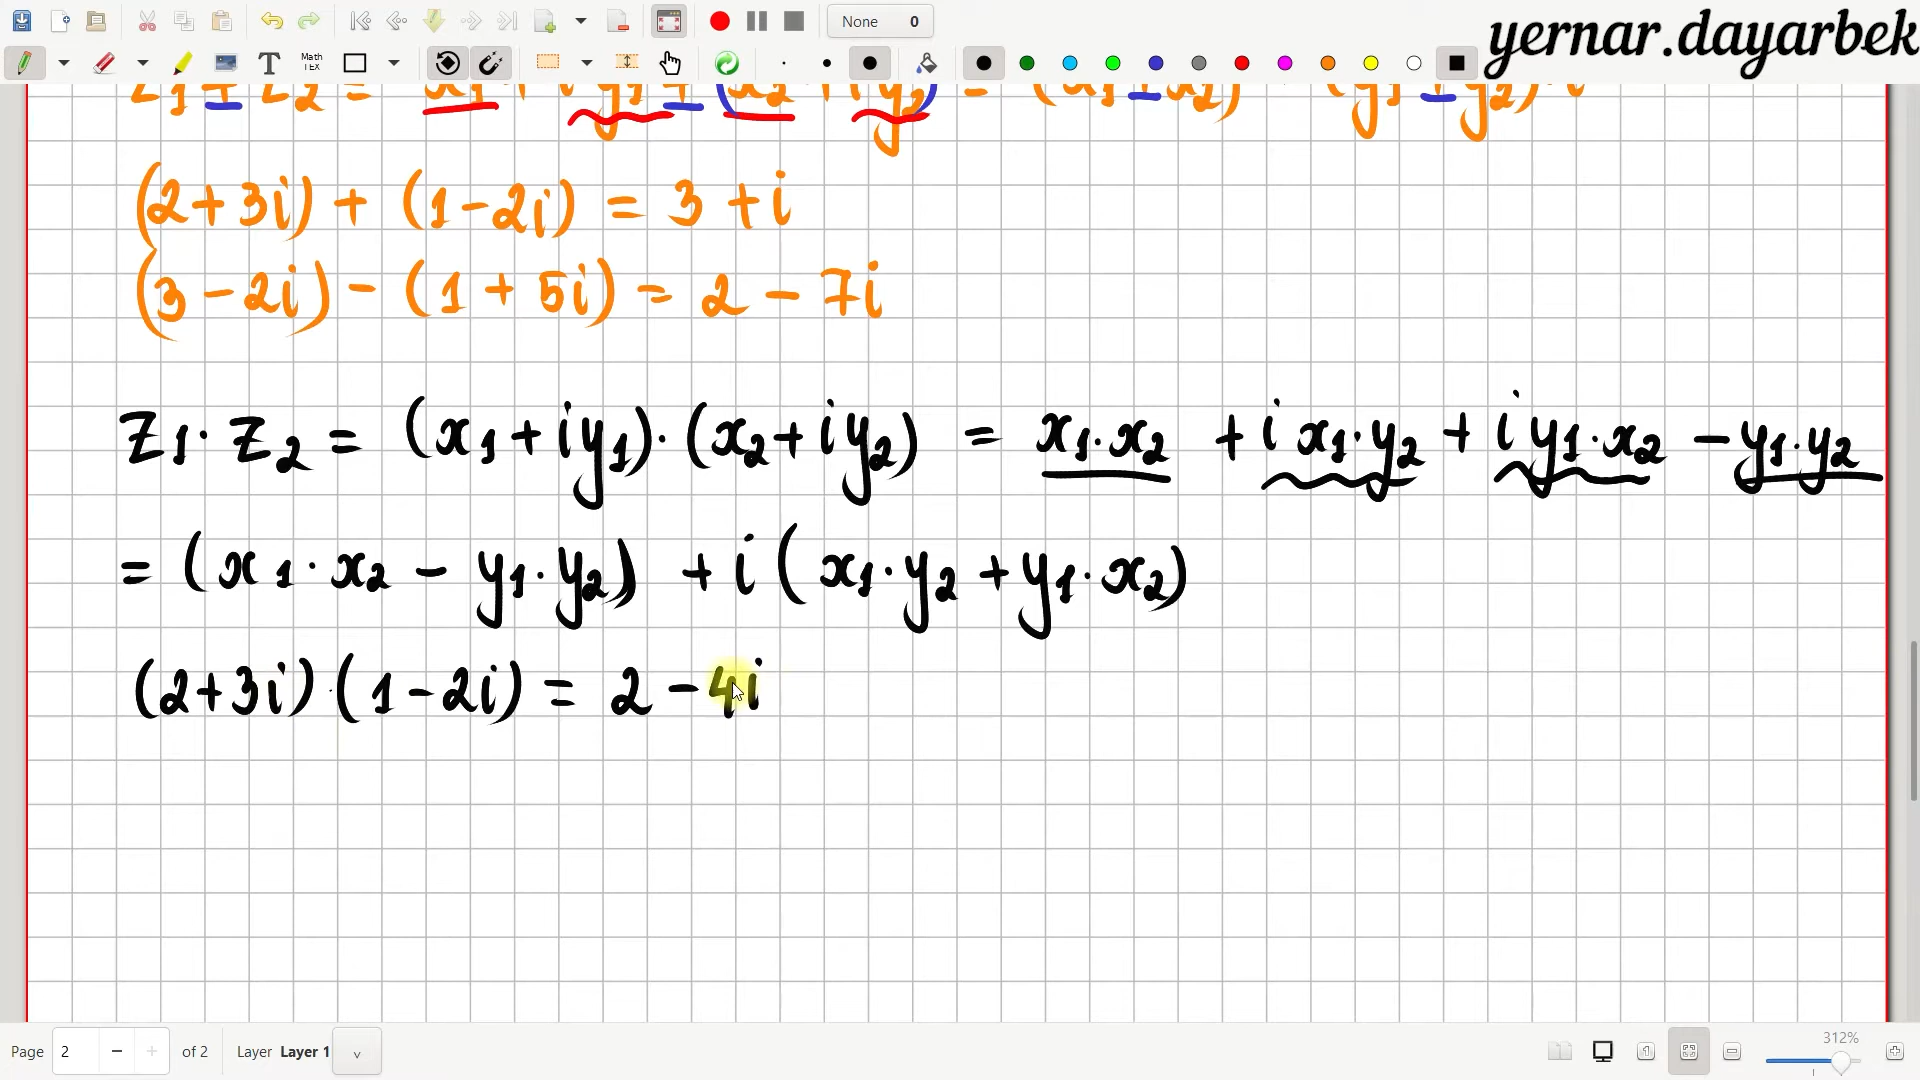 None 0
yernar.dayarbek
Math TEX
(2+3i) + (1-2i) = 3 + i
(3 - 2i) - (1 + 5i) = 2 - 7i
Z1 · Z2 = (x1 + iy1) · (x2 + iy2) = x1·x2 + i x1·y2 + i y1·x2 - y1·y2
= (x1 · x2 - y1 · y2) + i (x1 · y2 + y1 · x2)
(2+3i) · (1-2i) = 2 - 4i
Page 2 of 2 Layer Layer 1 312%